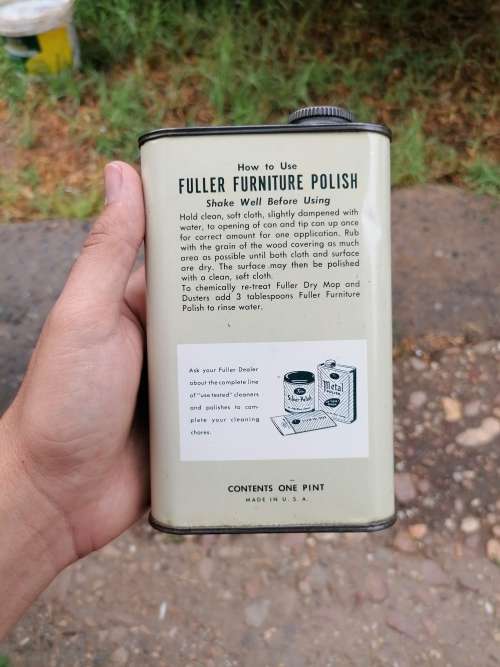 How to Use
FULLER FURNITURE POLISH
Shake Well Before Using
Hold clean, soft cloth, slightly dampened with
water, to opening of can and tip can up once
for correct amount for one application. Rub
with the grain of the wood covering as much
area as possible until both cloth and surface
are dry. The surface may then be polished
with a clean, soft cloth.
To chemically re-treat Fuller Dry Mop and
Dusters add 3 tablespoons Fuller Furniture
Polish to rinse water.
Ask your Fuller Dealer
about the complete line
of "use tested" cleaners
and polishes to com-
plete your cleaning
chores.
Metal
Silver Polish
CONTENTS ONE PINT
MADE IN U. S. A.